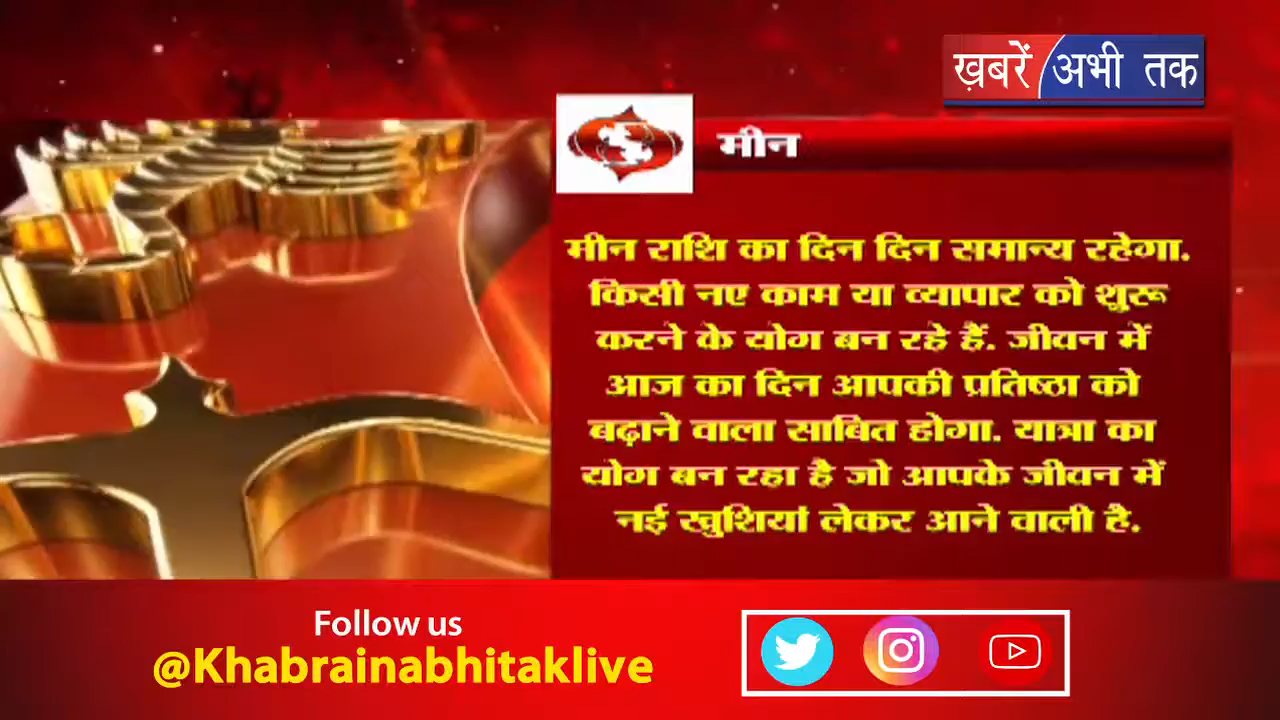 ख़बरें अभी तक
मीन
मीन राशि का दिन दिन समान्य रहेगा.
किसी नए काम या व्यापार को शुरू
करने के योग बन रहे हैं. जीवन में
आज का दिन आपकी प्रतिष्ठा को
बढ़ाने वाला साबित होगा. यात्रा का
योग बन रहा है जो आपके जीवन में
नई खुशियां लेकर आने वाली है.
Follow us
@Khabrainabhitaklive